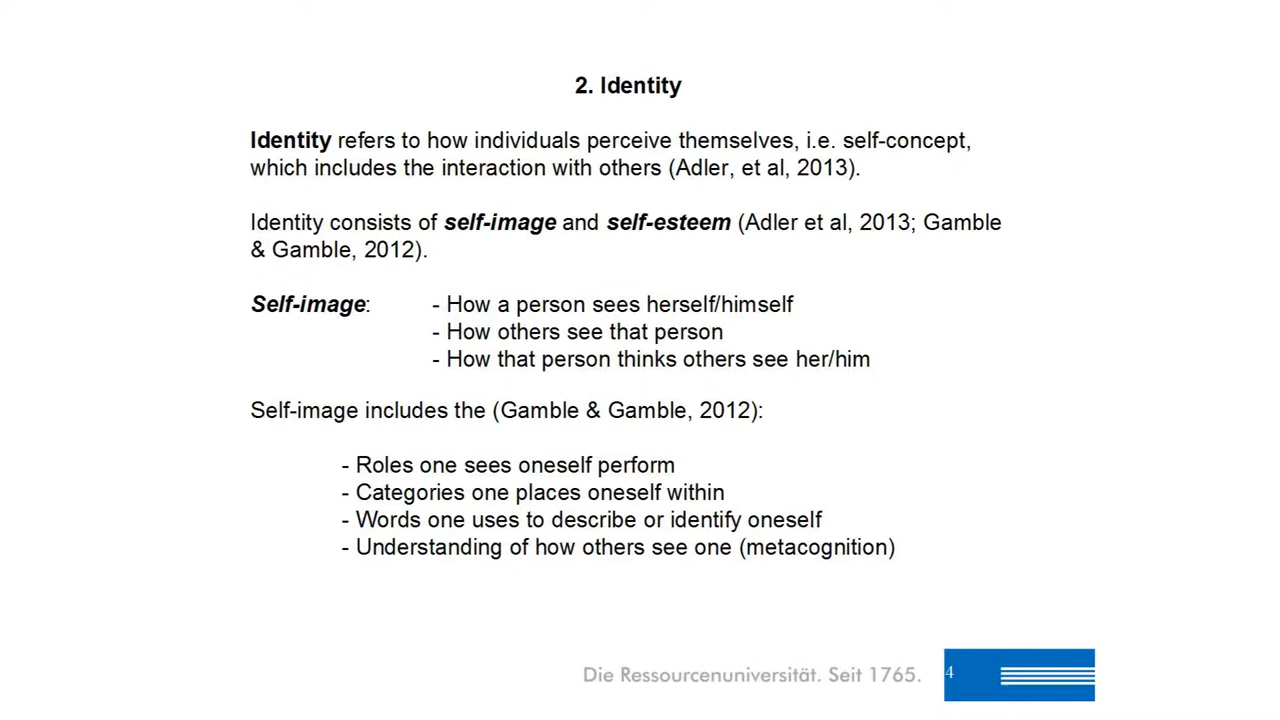 2. Identity
Identity refers to how individuals perceive themselves, i.e. self-concept,
which includes the interaction with others (Adler, et al, 2013).
Identity consists of self-image and self-esteem (Adler et al, 2013; Gamble
& Gamble, 2012).
Self-image: - How a person sees herself/himself
- How others see that person
- How that person thinks others see her/him
Self-image includes the (Gamble & Gamble, 2012):
- Roles one sees oneself perform
- Categories one places oneself within
- Words one uses to describe or identify oneself
- Understanding of how others see one (metacognition)
Die Ressourcenuniversität. Seit 1765. 4